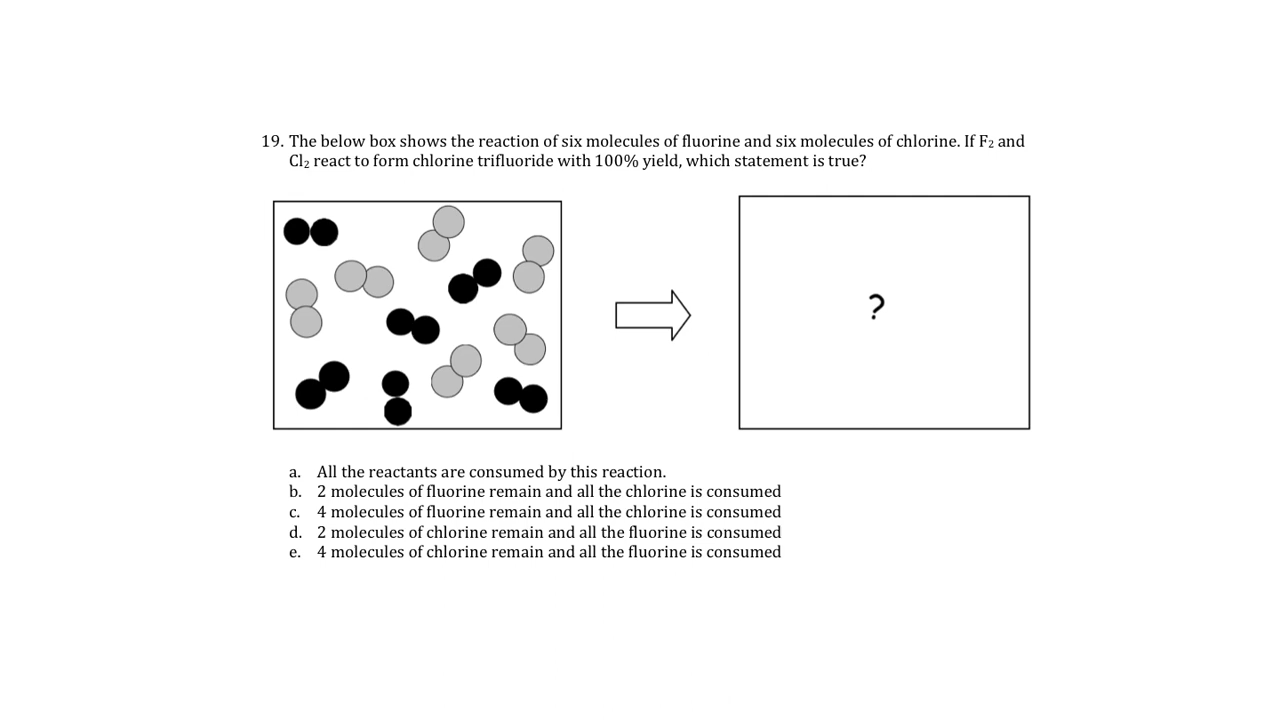 19. The below box shows the reaction of six molecules of fluorine and six molecules of chlorine. If F₂ and
Cl₂ react to form chlorine trifluoride with 100% yield, which statement is true?
?
a. All the reactants are consumed by this reaction.
b. 2 molecules of fluorine remain and all the chlorine is consumed
c. 4 molecules of fluorine remain and all the chlorine is consumed
d. 2 molecules of chlorine remain and all the fluorine is consumed
e. 4 molecules of chlorine remain and all the fluorine is consumed